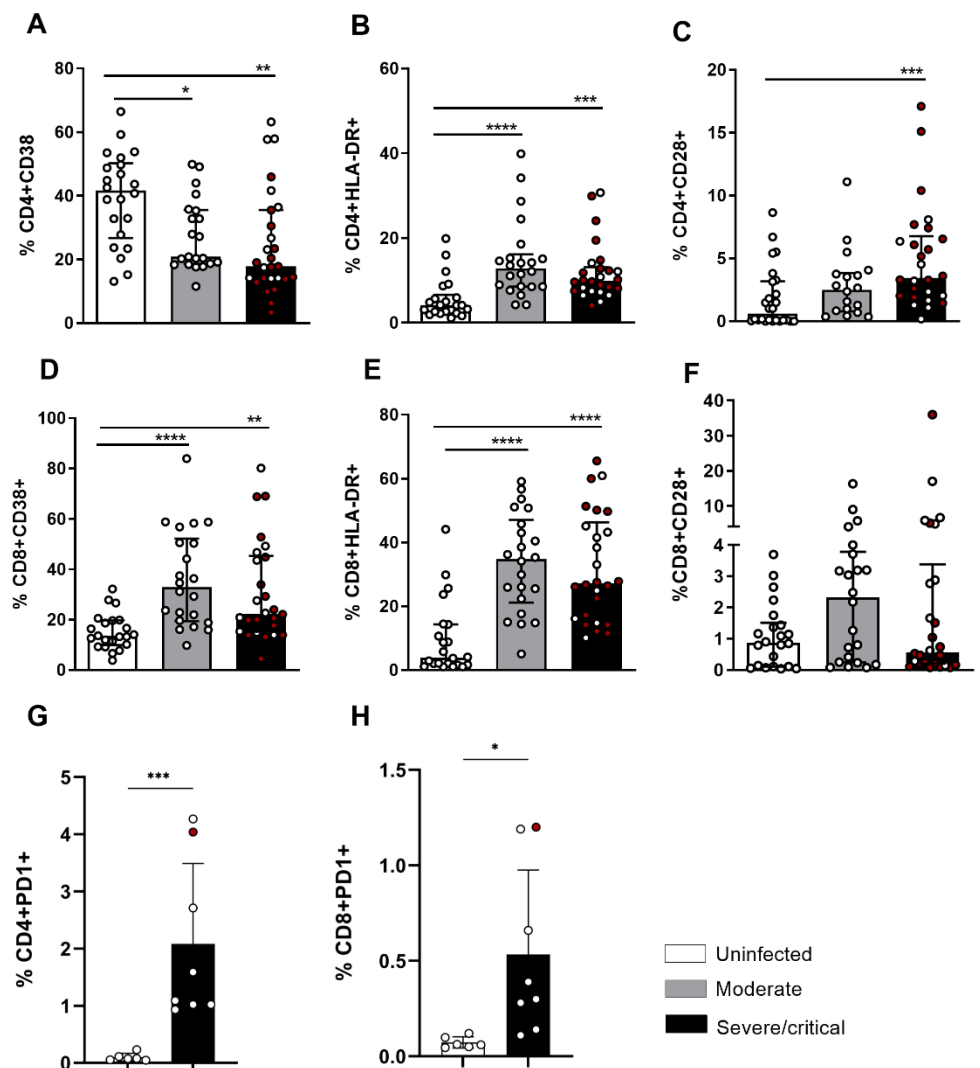 A
B
C
% CD4+CD38
80
60
40
20
0
*
**
% CD4+HLA-DR+
60
40
20
0
****
***
% CD4+CD28+
20
15
10
5
0
***
D
E
F
% CD8+CD38+
100
80
60
40
20
0
****
**
% CD8+HLA-DR+
80
60
40
20
0
****
****
%CD8+CD28+
40
30
20
10
4
3
2
1
0
G
H
% CD4+PD1+
5
4
3
2
1
0
***
% CD8+PD1+
1.5
1.0
0.5
0.0
*
Uninfected
Moderate
Severe/critical